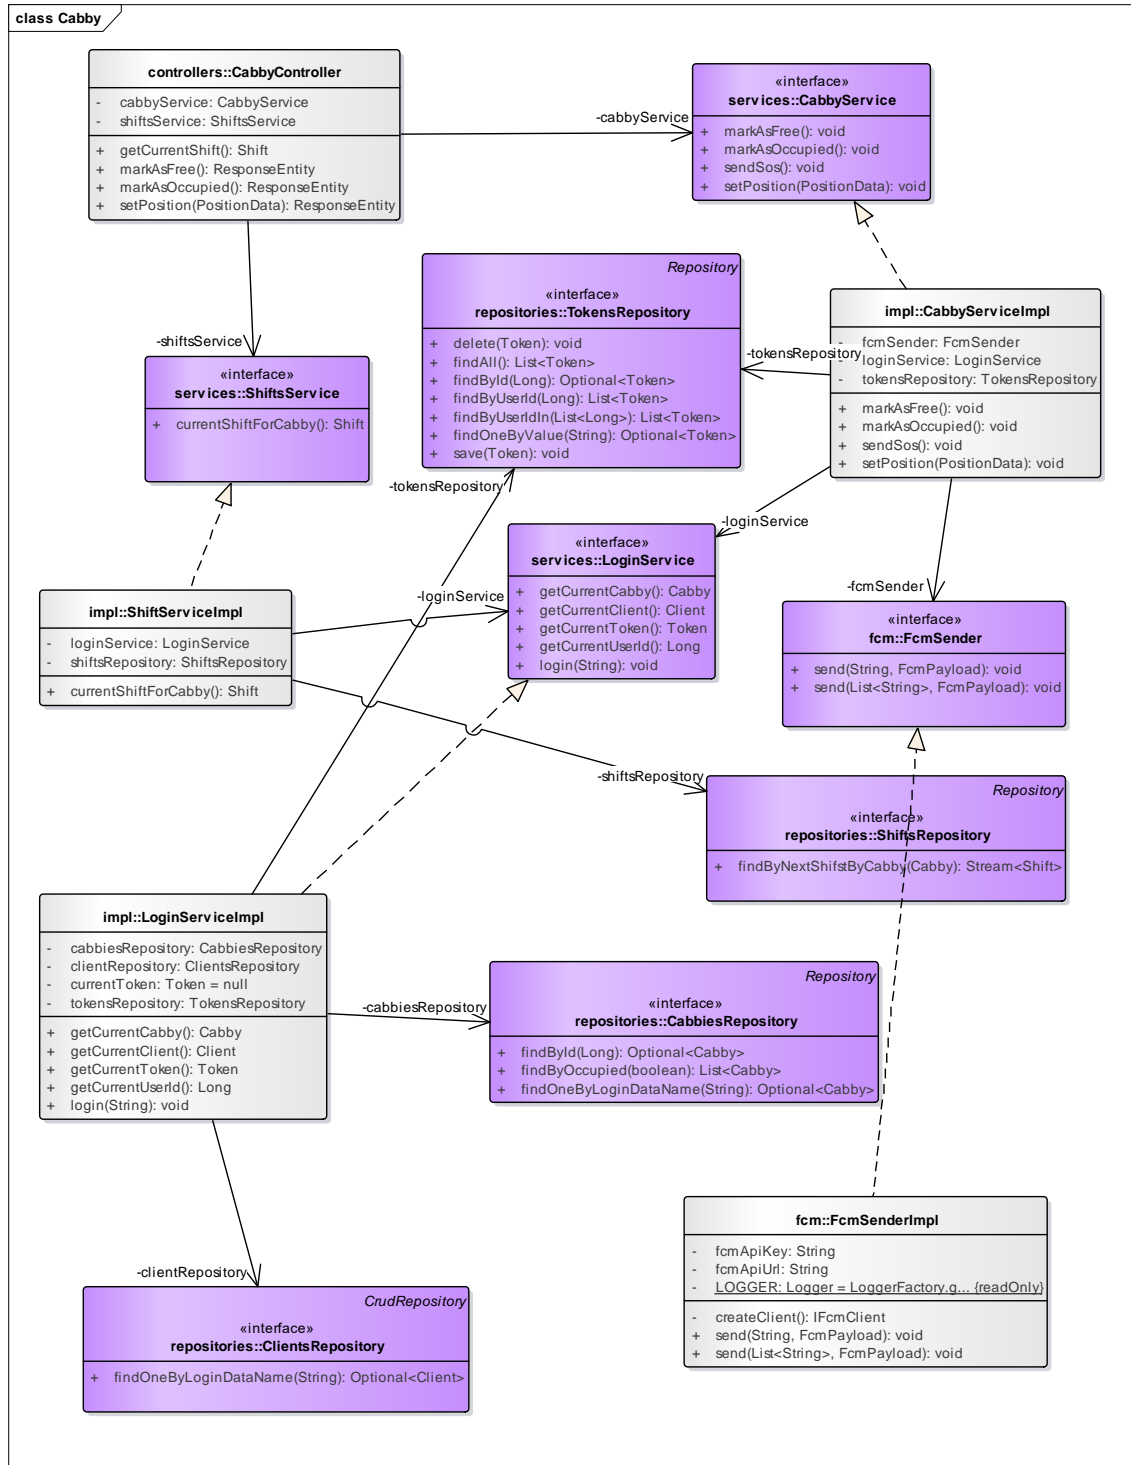 class Cabby
controllers::CabbyController
- cabbyService: CabbyService
- shiftsService: ShiftsService
+ getCurrentShift(): Shift
+ markAsFree(): ResponseEntity
+ markAsOccupied(): ResponseEntity
+ setPosition(PositionData): ResponseEntity
-cabbyService
«interface»
services::CabbyService
+ markAsFree(): void
+ markAsOccupied(): void
+ sendSos(): void
+ setPosition(PositionData): void
-shiftsService
«interface»
services::ShiftsService
+ currentShiftForCabby(): Shift
Repository
«interface»
repositories::TokensRepository
+ delete(Token): void
+ findAll(): List<Token>
+ findById(Long): Optional<Token>
+ findByUserId(Long): List<Token>
+ findByUserIdIn(List<Long>): List<Token>
+ findOneByValue(String): Optional<Token>
+ save(Token): void
-tokensRepository
impl::CabbyServiceImpl
- fcmSender: FcmSender
- loginService: LoginService
- tokensRepository: TokensRepository
+ markAsFree(): void
+ markAsOccupied(): void
+ sendSos(): void
+ setPosition(PositionData): void
-tokensRepository
-loginService
-fcmSender
«interface»
services::LoginService
+ getCurrentCabby(): Cabby
+ getCurrentClient(): Client
+ getCurrentToken(): Token
+ getCurrentUserId(): Long
+ login(String): void
-loginService
impl::ShiftServiceImpl
- loginService: LoginService
- shiftsRepository: ShiftsRepository
+ currentShiftForCabby(): Shift
«interface»
fcm::FcmSender
+ send(String, FcmPayload): void
+ send(List<String>, FcmPayload): void
-shiftsRepository
Repository
«interface»
repositories::ShiftsRepository
+ findByNextShifstByCabby(Cabby): Stream<Shift>
impl::LoginServiceImpl
- cabbiesRepository: CabbiesRepository
- clientRepository: ClientsRepository
- currentToken: Token = null
- tokensRepository: TokensRepository
+ getCurrentCabby(): Cabby
+ getCurrentClient(): Client
+ getCurrentToken(): Token
+ getCurrentUserId(): Long
+ login(String): void
-cabbiesRepository
Repository
«interface»
repositories::CabbiesRepository
+ findById(Long): Optional<Cabby>
+ findByOccupied(boolean): List<Cabby>
+ findOneByLoginDataName(String): Optional<Cabby>
fcm::FcmSenderImpl
- fcmApiKey: String
- fcmApiUrl: String
- LOGGER: Logger = LoggerFactory.g... {readOnly}
- createClient(): IFcmClient
+ send(String, FcmPayload): void
+ send(List<String>, FcmPayload): void
-clientRepository
CrudRepository
«interface»
repositories::ClientsRepository
+ findOneByLoginDataName(String): Optional<Client>